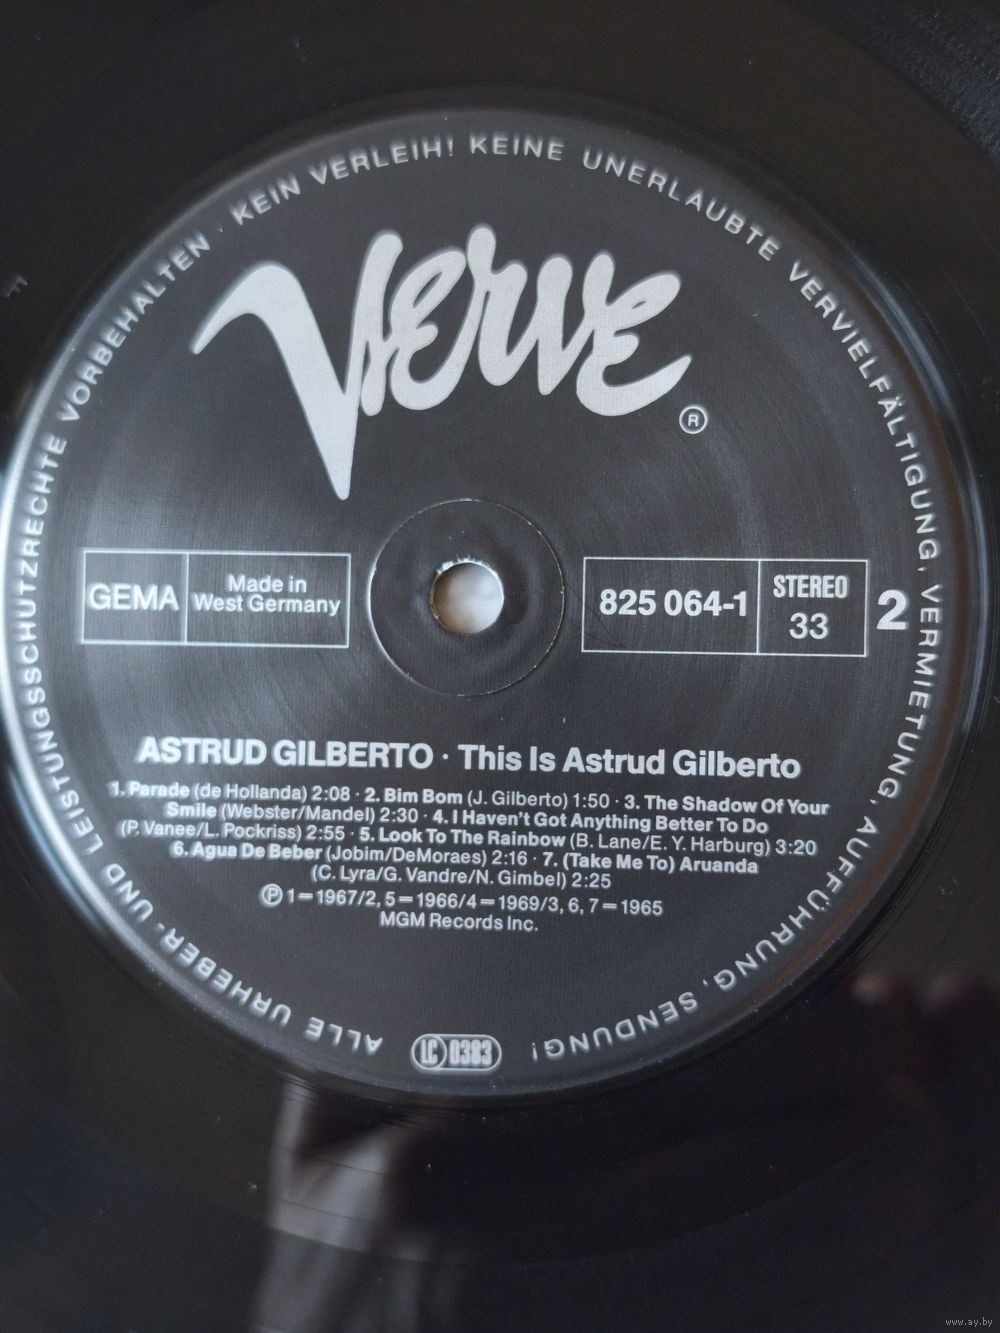 ALLE URHEBER- UND LEISTUNGSSCHUTZRECHTE VORBEHALTEN · KEIN VERLEIH! KEINE UNERLAUBTE VERVIELFÄLTIGUNG, VERMIETUNG, AUFFÜHRUNG, SENDUNG!
VERVE
®
GEMA
Made in
West Germany
825 064-1
STEREO
33
2
ASTRUD GILBERTO · This Is Astrud Gilberto
1. Parade (de Hollanda) 2:08 · 2. Bim Bom (J. Gilberto) 1:50 · 3. The Shadow Of Your
Smile (Webster/Mandel) 2:30 · 4. I Haven't Got Anything Better To Do
(P. Vanee/L. Pockriss) 2:55 · 5. Look To The Rainbow (B. Lane/E. Y. Harburg) 3:20
6. Agua De Beber (Jobim/DeMoraes) 2:16 · 7. (Take Me To) Aruanda
(C. Lyra/G. Vandre/N. Gimbel) 2:25
Ⓟ 1=1967/2, 5=1966/4=1969/3, 6, 7=1965
MGM Records Inc.
LC 0383
www.ay.by